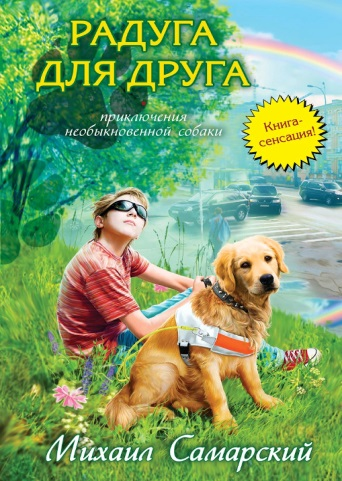 РАДУГА
ДЛЯ ДРУГА
приключения
необыкновенной собаки
Книга-
сенсация!
Михаил Самарский